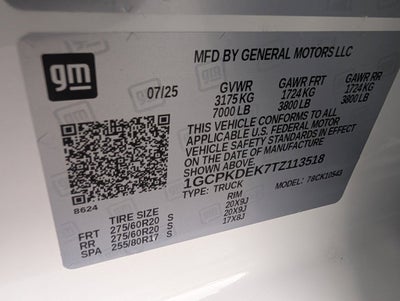 gm
MFD BY GENERAL MOTORS LLC
07/25 GVWR GAWR FRT GAWR RR
3175 KG 1724 KG 1724 KG
7000 LB 3800 LB 3800 LB
THIS VEHICLE CONFORMS TO ALL
APPLICABLE U.S. FEDERAL MOTOR
VEHICLE SAFETY STANDARDS IN EFFECT
ON THE DATE OF MANUFACTURE
SHOWN ABOVE.
1GCPKDEK7TZ113518
TYPE: TRUCK MODEL:
8624
TIRE SIZE RIM
FRT 275/60R20 S 20X9J
RR 275/60R20 S 20X9J
SPA 255/80R17 S 17X8J